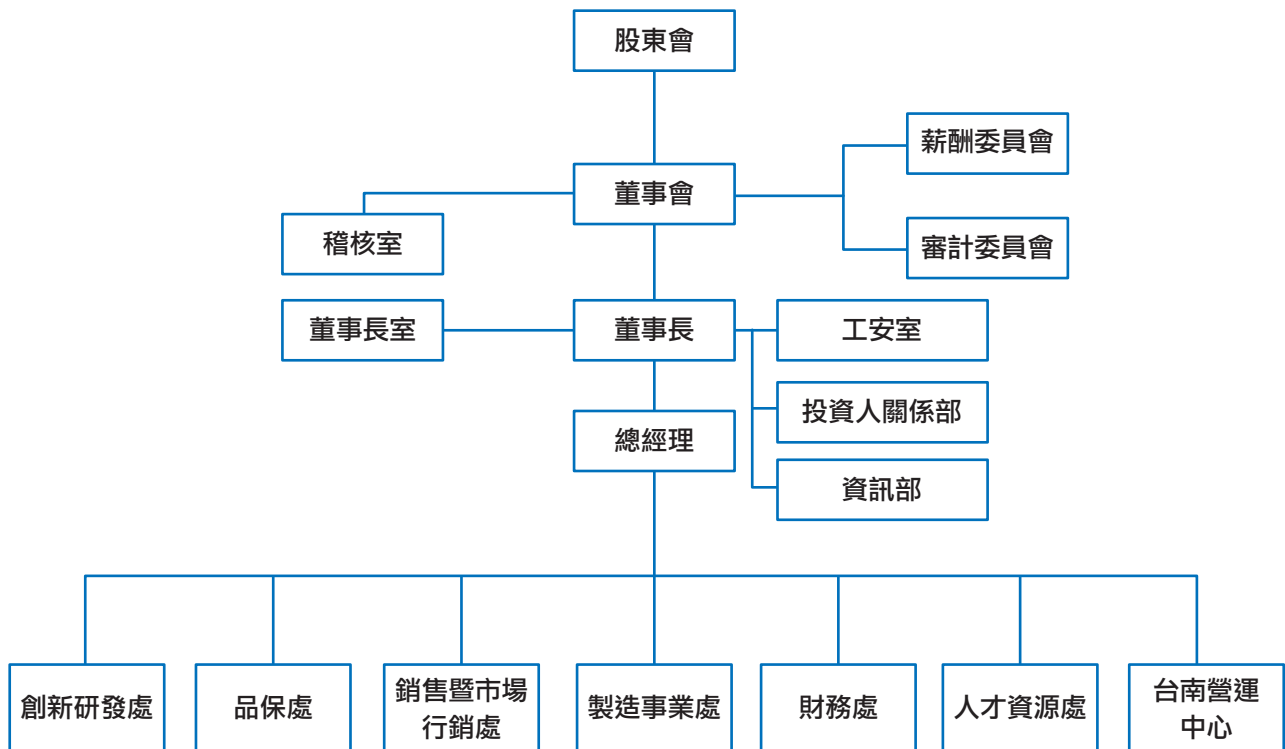 股東會
薪酬委員會
董事會
稽核室
審計委員會
董事長室
董事長
工安室
投資人關係部
總經理
資訊部
創新研發處
品保處
銷售暨市場
行銷處
製造事業處
財務處
人才資源處
台南營運
中心